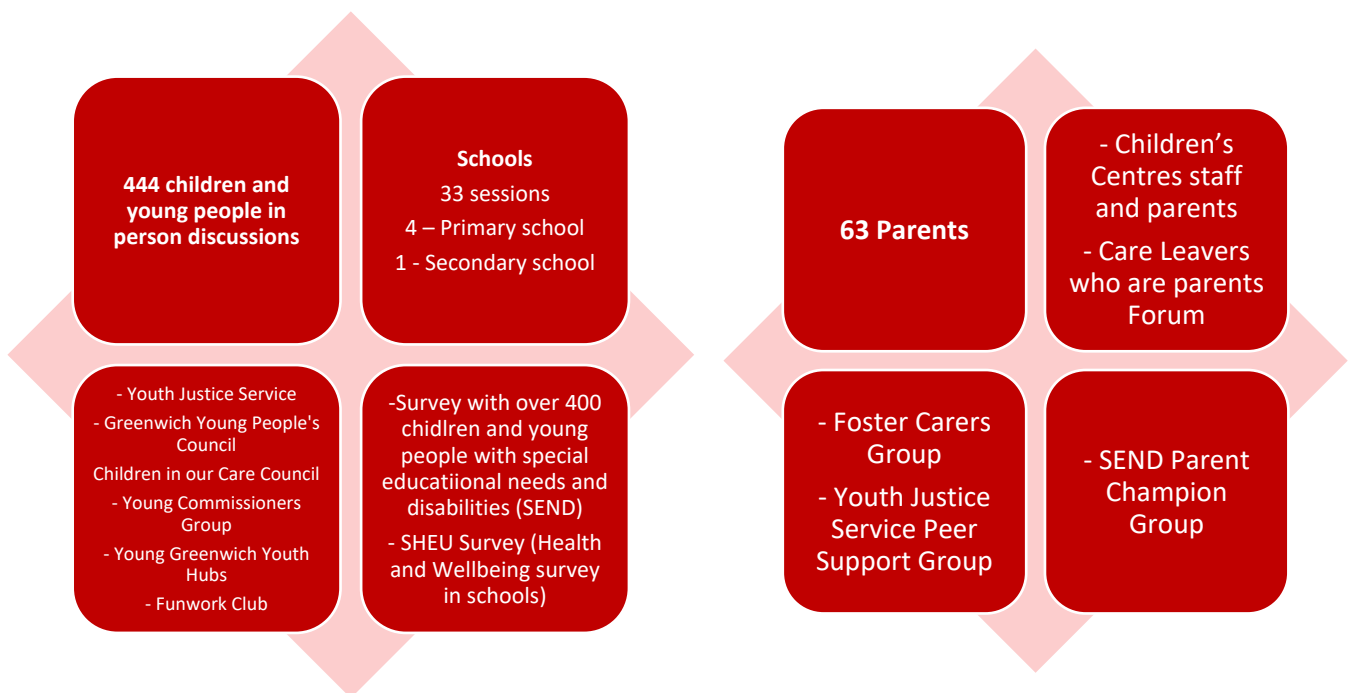 444 children and
young people in
person discussions
Schools
33 sessions
4 – Primary school
1 - Secondary school
- Youth Justice Service
- Greenwich Young People's
Council
Children in our Care Council
- Young Commissioners
Group
- Young Greenwich Youth
Hubs
- Funwork Club
-Survey with over 400
chidlren and young
people with special
educatiional needs and
disabilities (SEND)
- SHEU Survey (Health
and Wellbeing survey
in schools)
63 Parents
- Children’s
Centres staff
and parents
- Care Leavers
who are parents
Forum
- Foster Carers
Group
- Youth Justice
Service Peer
Support Group
- SEND Parent
Champion
Group